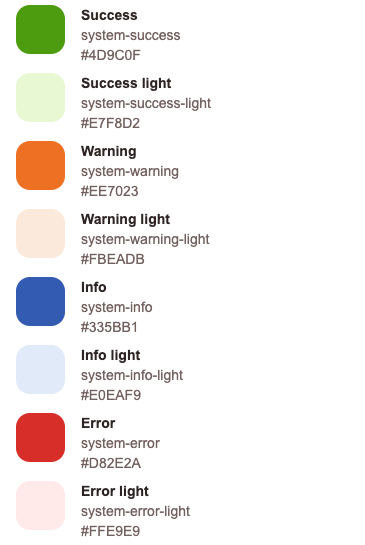 Success
system-success
#4D9C0F
Success light
system-success-light
#E7F8D2
Warning
system-warning
#EE7023
Warning light
system-warning-light
#FBEADB
Info
system-info
#335BB1
Info light
system-info-light
#E0EAF9
Error
system-error
#D82E2A
Error light
system-error-light
#FFE9E9